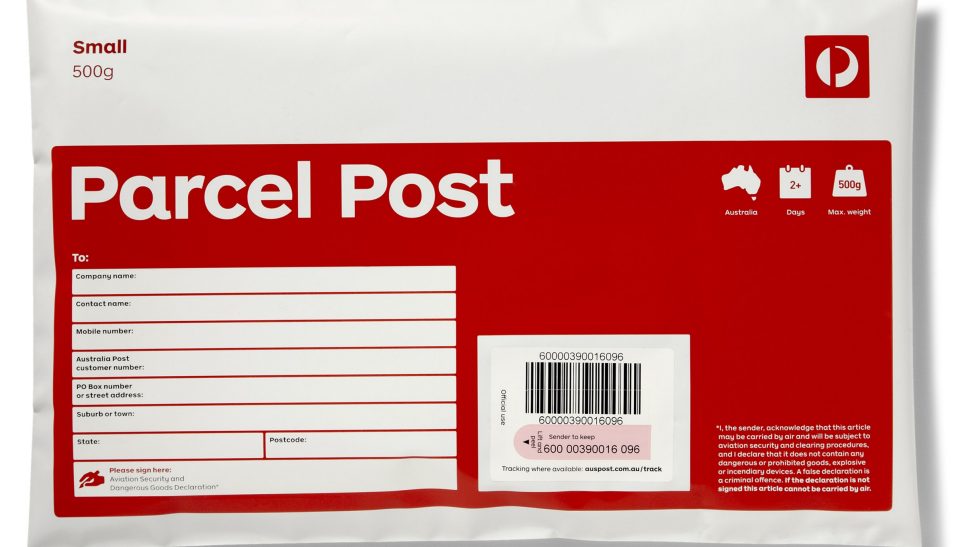 Small
500g
Parcel Post
Australia
2+
Days
500g
Max. weight
To:
Company name:
Contact name:
Mobile number:
Australia Post
customer number:
PO Box number
or street address:
Suburb or town:
State:
Postcode:
Please sign here:
Aviation Security and
Dangerous Goods Declaration*
60000390016096
60000390016096
Official use
Lift and
peel
Sender to keep
600 00390016 096
Tracking where available: auspost.com.au/track
*I, the sender, acknowledge that this article
may be carried by air and will be subject to
aviation security and clearing procedures,
and I declare that it does not contain any
dangerous or prohibited goods, explosive
or incendiary devices. A false declaration is
a criminal offence. If the declaration is not
signed this article cannot be carried by air.